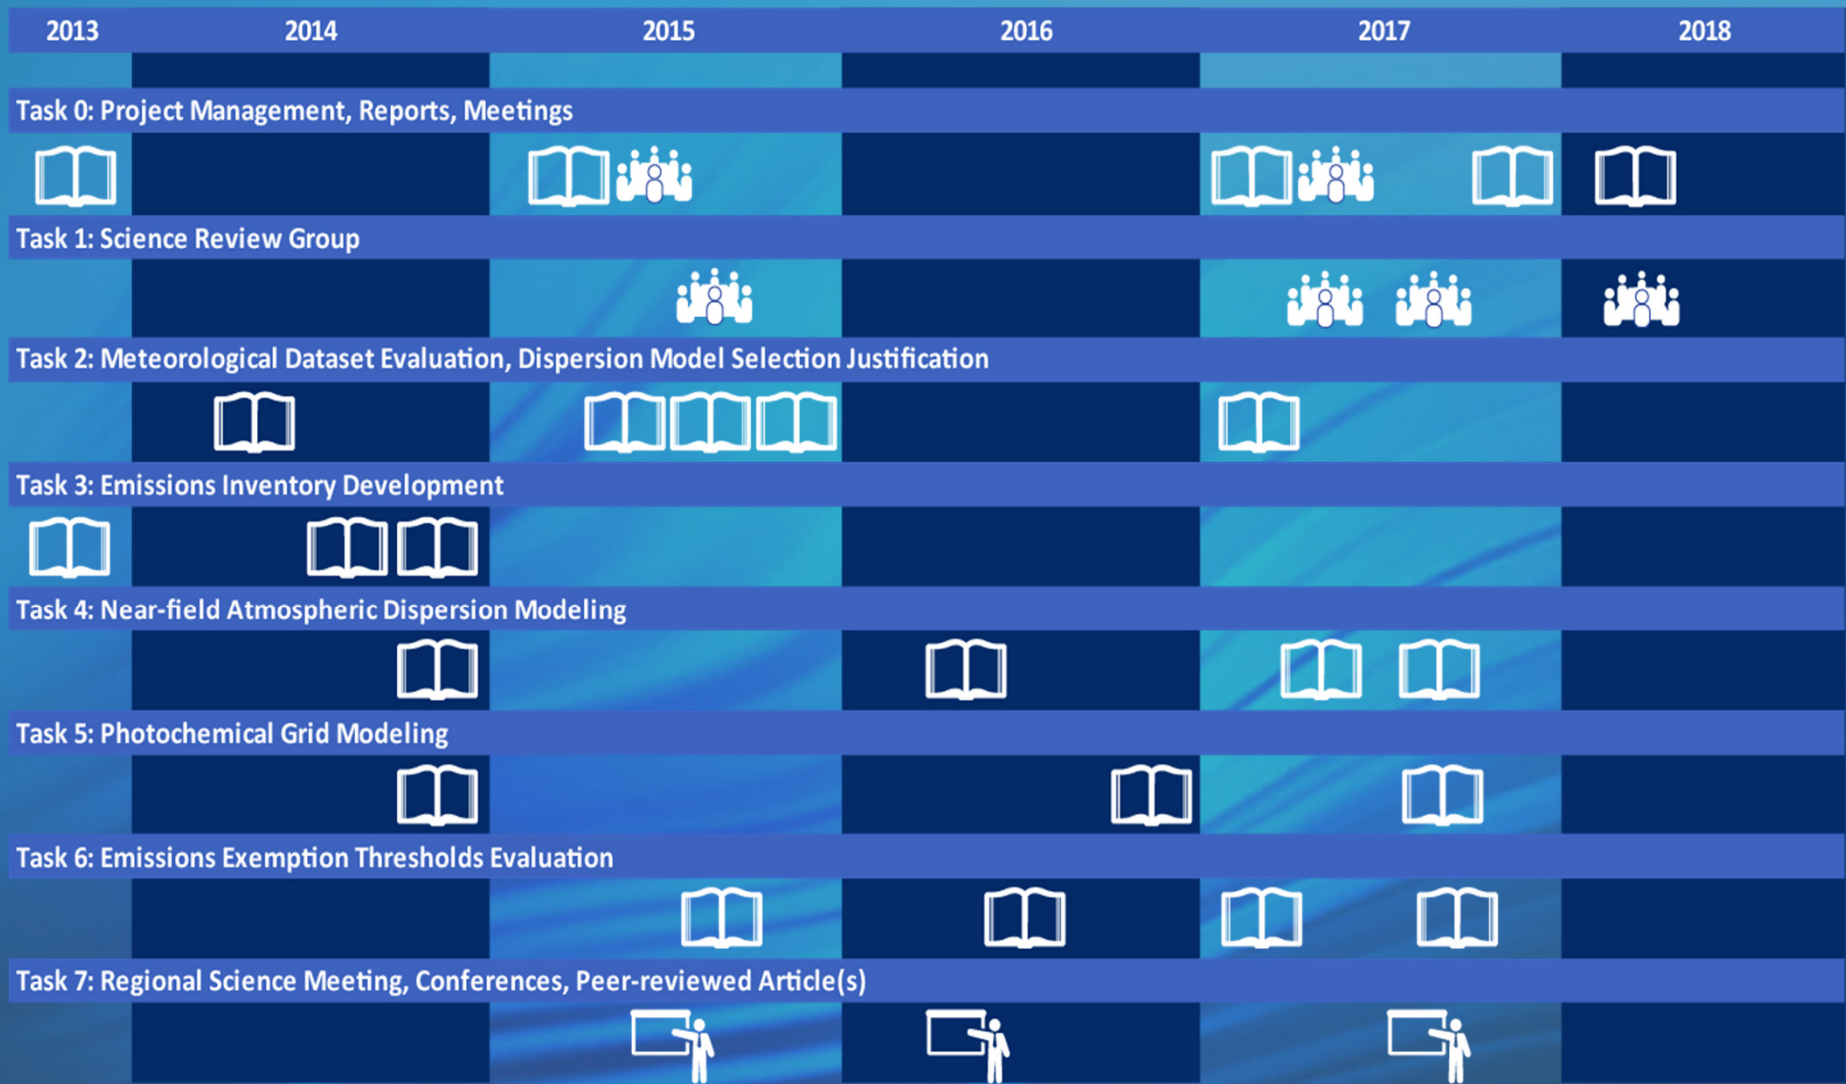 2013 2014 2015 2016 2017 2018
Task 0: Project Management, Reports, Meetings
Task 1: Science Review Group
Task 2: Meteorological Dataset Evaluation, Dispersion Model Selection Justification
Task 3: Emissions Inventory Development
Task 4: Near-field Atmospheric Dispersion Modeling
Task 5: Photochemical Grid Modeling
Task 6: Emissions Exemption Thresholds Evaluation
Task 7: Regional Science Meeting, Conferences, Peer-reviewed Article(s)